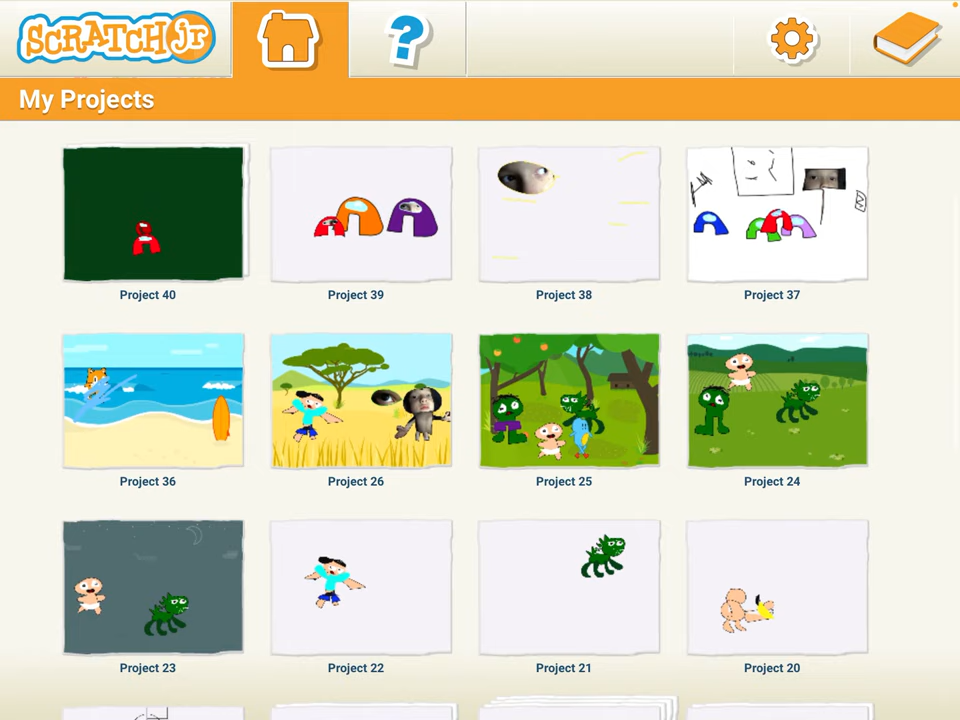 SCRATCH jr
?
My Projects
Project 40
Project 39
Project 38
Project 37
Project 36
Project 26
Project 25
Project 24
Project 23
Project 22
Project 21
Project 20